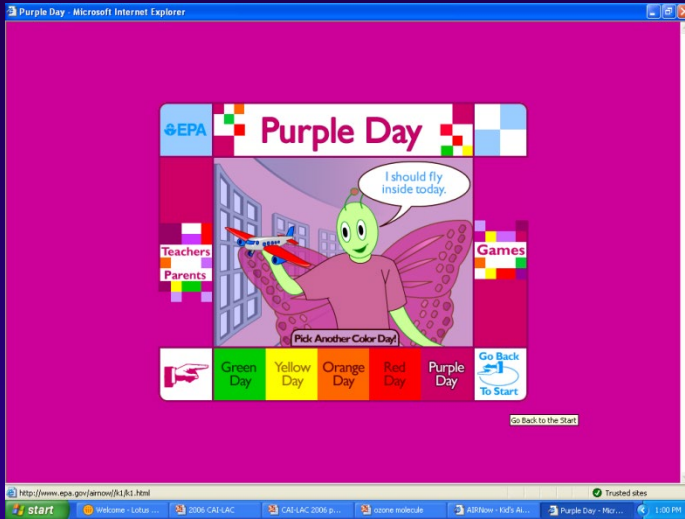 Purple Day - Microsoft Internet Explorer
EPA
Purple Day
I should fly
inside today.
Teachers
Parents
Games
Pick Another Color Day!
Green
Day
Yellow
Day
Orange
Day
Red
Day
Purple
Day
Go Back
To Start
Go Back to the Start
http://www.epa.gov/airnow//k1/k1.html
Trusted sites
start
Welcome - Lotus ...
2006 CAI-LAC
CAI-LAC 2006 p...
ozone molecule
AIRNow - Kid's Ai...
Purple Day - Micr...
1:00 PM